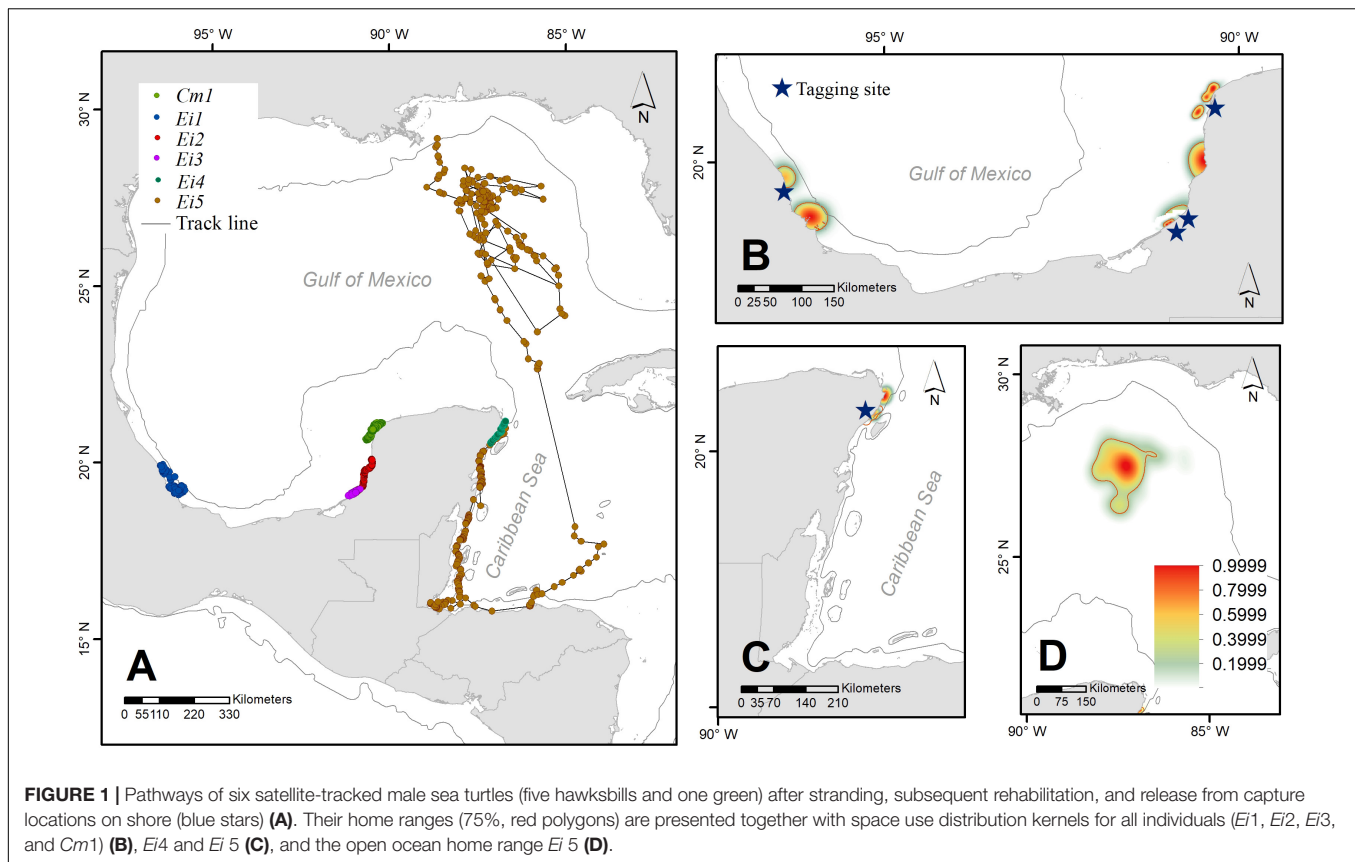 95° W 90° W 85° W
30° N
25° N
20° N
15° N
Cm1
Ei1
Ei2
Ei3
Ei4
Ei5
Track line
N
Gulf of Mexico
Caribbean Sea
A
Kilometers
0 55 110 220 330
95° W 90° W
20° N
Tagging site
Gulf of Mexico
B
Kilometers
0 25 50 100 150
N
20° N
N
Caribbean Sea
C
Kilometers
0 35 70 140 210
90° W
30° N
25° N
N
D
0.9999
0.7999
0.5999
0.3999
0.1999
Kilometers
0 75 150
90° W 85° W
FIGURE 1 | Pathways of six satellite-tracked male sea turtles (five hawksbills and one green) after stranding, subsequent rehabilitation, and release from capture
locations on shore (blue stars) (A). Their home ranges (75%, red polygons) are presented together with space use distribution kernels for all individuals (Ei1, Ei2, Ei3,
and Cm1) (B), Ei4 and Ei 5 (C), and the open ocean home range Ei 5 (D).